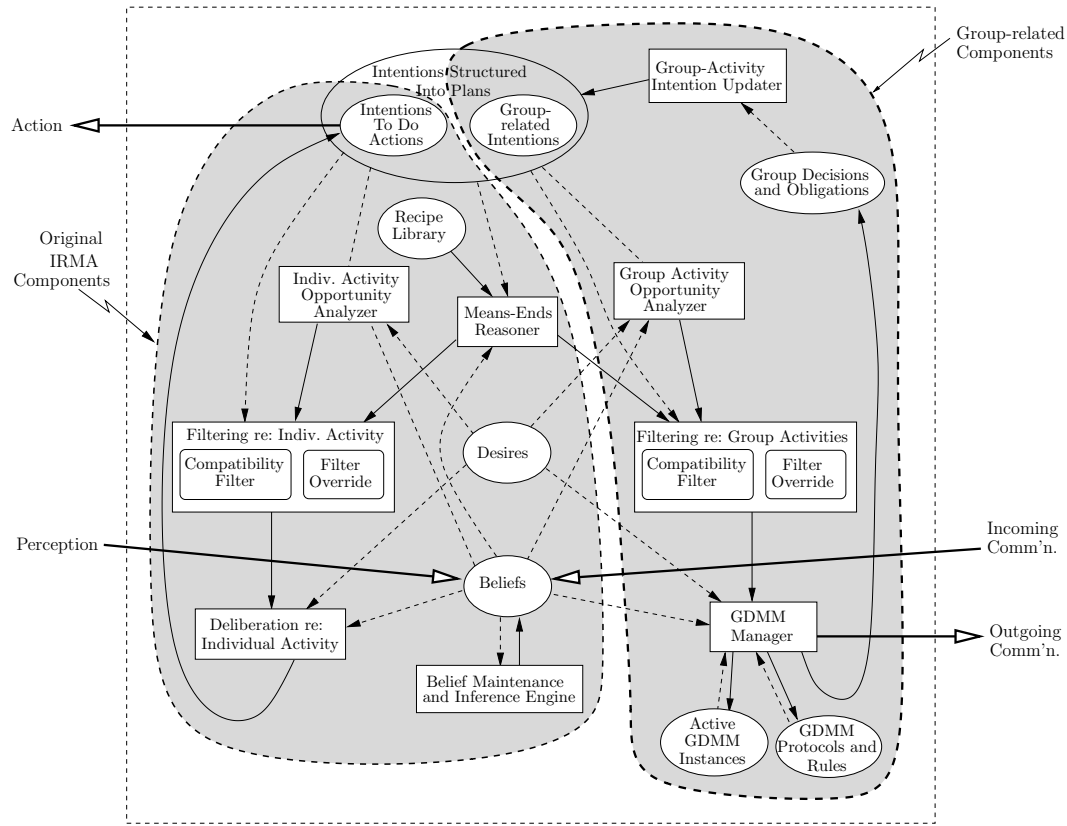 Group-related
Components
Intentions Structured
Into Plans
Group-Activity
Intention Updater
Intentions
To Do
Actions
Group-
related
Intentions
Action
Group Decisions
and Obligations
Recipe
Library
Original
IRMA
Components
Indiv. Activity
Opportunity
Analyzer
Group Activity
Opportunity
Analyzer
Means-Ends
Reasoner
Filtering re: Indiv. Activity
Compatibility
Filter
Filter
Override
Desires
Filtering re: Group Activities
Compatibility
Filter
Filter
Override
Perception
Incoming
Comm'n.
Beliefs
Deliberation re:
Individual Activity
GDMM
Manager
Outgoing
Comm'n.
Belief Maintenance
and Inference Engine
Active
GDMM
Instances
GDMM
Protocols and
Rules